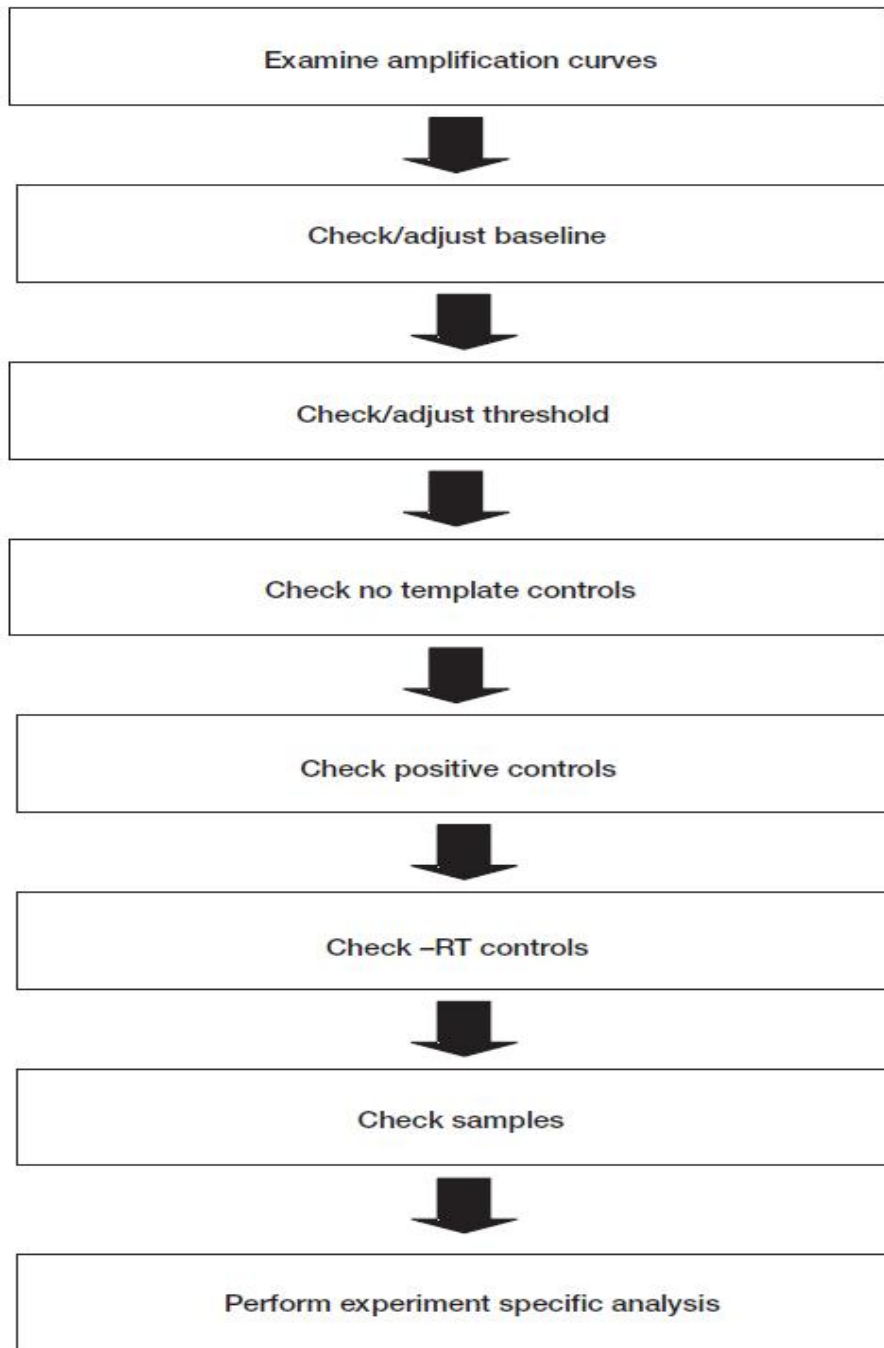 Examine amplification curves
Check/adjust baseline
Check/adjust threshold
Check no template controls
Check positive controls
Check –RT controls
Check samples
Perform experiment specific analysis